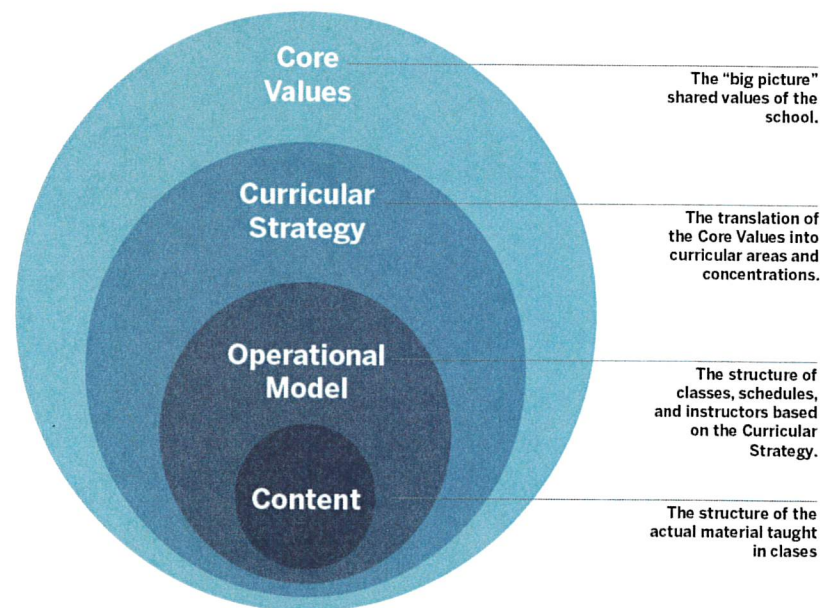 Core
Values
The “big picture”
shared values of the
school.
Curricular
Strategy
The translation of
the Core Values into
curricular areas and
concentrations.
Operational
Model
The structure of
classes, schedules,
and instructors based
on the Curricular
Strategy.
Content
The structure of the
actual material taught
in clases